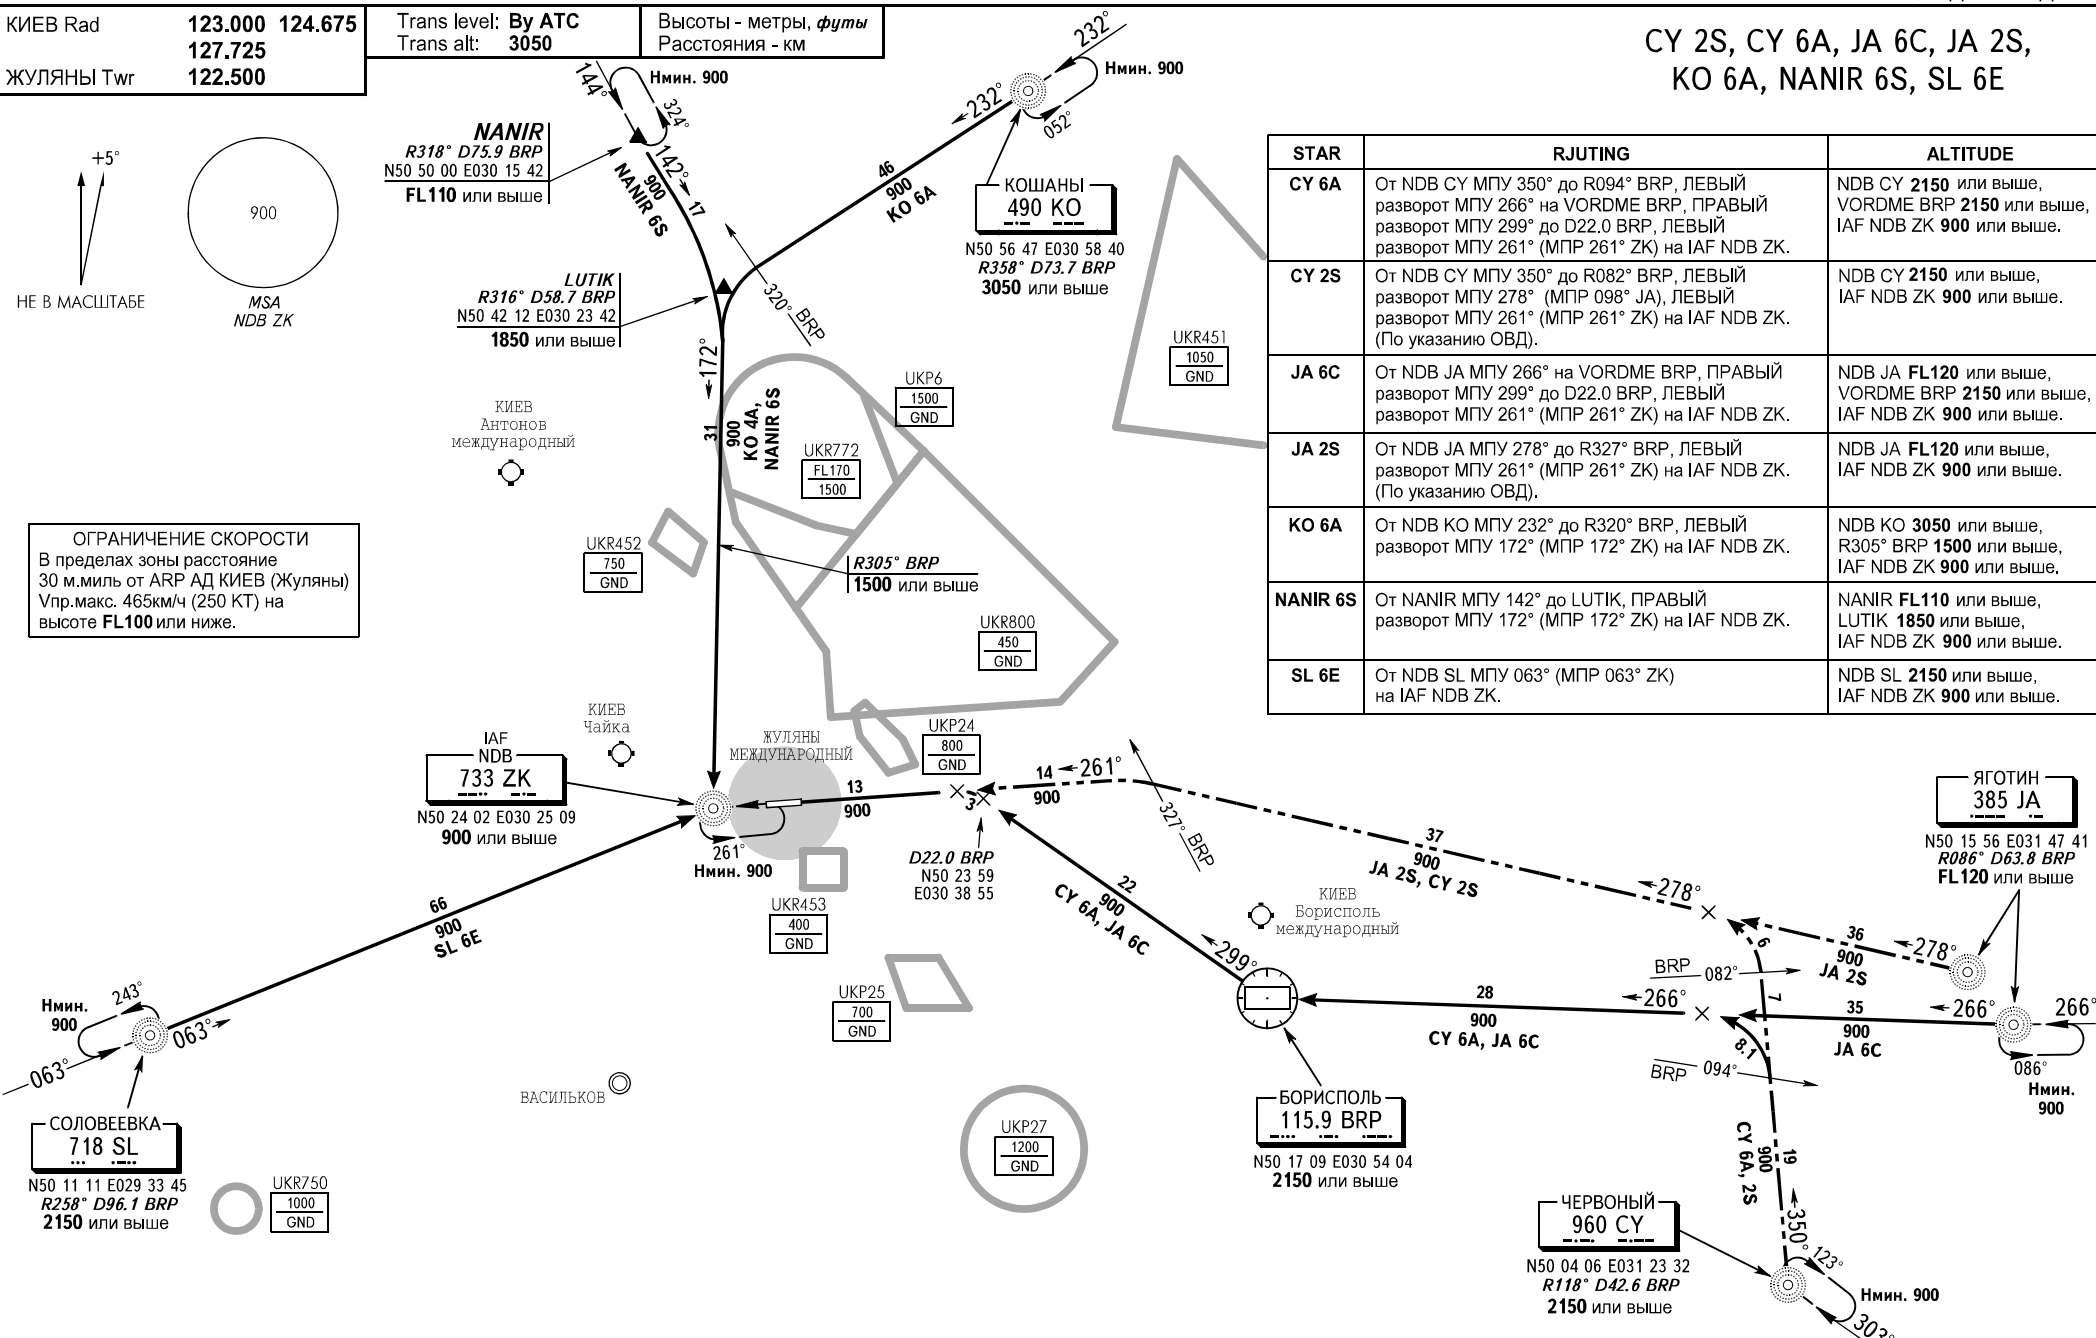 КИЕВ Rad 123.000 124.675
127.725
ЖУЛЯНЫ Twr 122.500
Trans level: By ATC
Trans alt: 3050
Высоты - метры, футы
Расстояния - км
CY 2S, CY 6A, JA 6C, JA 2S,
KO 6A, NANIR 6S, SL 6E
+5°
НЕ В МАСШТАБЕ
900
MSA
NDB ZK
144°
324°
Нмин. 900
NANIR
R318° D75.9 BRP
N50 50 00 E030 15 42
FL110 или выше
142°
17
900
NANIR 6S
LUTIK
R316° D58.7 BRP
N50 42 12 E030 23 42
1850 или выше
232°
Нмин. 900
232°
052°
46
900
KO 6A
КОШАНЫ
490 KO
N50 56 47 E030 58 40
R358° D73.7 BRP
3050 или выше
320° BRP
172°
31
900
KO 4A,
NANIR 6S
UKR451
1050
GND
UKP6
1500
GND
UKR772
FL170
1500
КИЕВ
Антонов
международный
UKR452
750
GND
R305° BRP
1500 или выше
UKR800
450
GND
ОГРАНИЧЕНИЕ СКОРОСТИ
В пределах зоны расстояние
30 м.миль от ARP АД КИЕВ (Жуляны)
Vпр.макс. 465км/ч (250 KT) на
высоте FL100 или ниже.
STAR RJUTING ALTITUDE
CY 6A
От NDB CY МПУ 350° до R094° BRP, ЛЕВЫЙ
разворот МПУ 266° на VORDME BRP, ПРАВЫЙ
разворот МПУ 299° до D22.0 BRP, ЛЕВЫЙ
разворот МПУ 261° (МПР 261° ZK) на IAF NDB ZK.
NDB CY 2150 или выше,
VORDME BRP 2150 или выше,
IAF NDB ZK 900 или выше.
CY 2S
От NDB CY МПУ 350° до R082° BRP, ЛЕВЫЙ
разворот МПУ 278° (МПР 098° JA), ЛЕВЫЙ
разворот МПУ 261° (МПР 261° ZK) на IAF NDB ZK.
(По указанию ОВД).
NDB CY 2150 или выше,
IAF NDB ZK 900 или выше.
JA 6C
От NDB JA МПУ 266° на VORDME BRP, ПРАВЫЙ
разворот МПУ 299° до D22.0 BRP, ЛЕВЫЙ
разворот МПУ 261° (МПР 261° ZK) на IAF NDB ZK.
NDB JA FL120 или выше,
VORDME BRP 2150 или выше,
IAF NDB ZK 900 или выше.
JA 2S
От NDB JA МПУ 278° до R327° BRP, ЛЕВЫЙ
разворот МПУ 261° (МПР 261° ZK) на IAF NDB ZK.
(По указанию ОВД).
NDB JA FL120 или выше,
IAF NDB ZK 900 или выше.
KO 6A
От NDB KO МПУ 232° до R320° BRP, ЛЕВЫЙ
разворот МПУ 172° (МПР 172° ZK) на IAF NDB ZK.
NDB KO 3050 или выше,
R305° BRP 1500 или выше,
IAF NDB ZK 900 или выше.
NANIR 6S
От NANIR МПУ 142° до LUTIK, ПРАВЫЙ
разворот МПУ 172° (МПР 172° ZK) на IAF NDB ZK.
NANIR FL110 или выше,
LUTIK 1850 или выше,
IAF NDB ZK 900 или выше.
SL 6E
От NDB SL МПУ 063° (МПР 063° ZK)
на IAF NDB ZK.
NDB SL 2150 или выше,
IAF NDB ZK 900 или выше.
КИЕВ
Чайка
IAF
NDB
733 ZK
N50 24 02 E030 25 09
900 или выше
ЖУЛЯНЫ
МЕЖДУНАРОДНЫЙ
261°
Нмин. 900
13
900
UKP24
800
GND
3
14
900
261°
D22.0 BRP
N50 23 59
E030 38 55
327° BRP
37
900
JA 2S, CY 2S
278°
ЯГОТИН
385 JA
N50 15 56 E031 47 41
R086° D63.8 BRP
FL120 или выше
UKR453
400
GND
22
900
CY 6A, JA 6C
299°
КИЕВ
Борисполь
международный
6
36
900
JA 2S
278°
BRP 082°
7
66
900
SL 6E
UKP25
700
GND
28
900
CY 6A, JA 6C
266°
35
900
JA 6C
266°
266°
086°
Нмин.
900
8.1
BRP 094°
Нмин.
900
243°
063°
063°
СОЛОВЕЕВКА
718 SL
N50 11 11 E029 33 45
R258° D96.1 BRP
2150 или выше
UKR750
1000
GND
ВАСИЛЬКОВ
UKP27
1200
GND
БОРИСПОЛЬ
115.9 BRP
N50 17 09 E030 54 04
2150 или выше
19
900
CY 6A, 2S
350°
ЧЕРВОНЫЙ
960 CY
N50 04 06 E031 23 32
R118° D42.6 BRP
2150 или выше
123°
Нмин. 900
303°